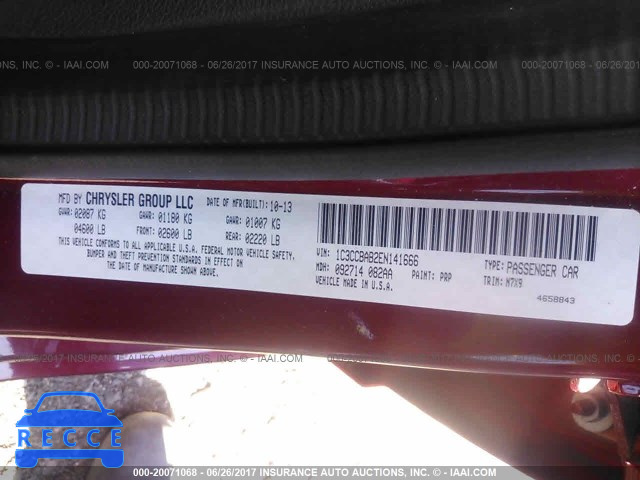 000-20071068 06/26/2017 INSURANCE AUTO AUCTIONS, INC. - IAAI.COM
MFD BY CHRYSLER GROUP LLC DATE OF MFR(BUILT): 10-13
GVWR: 02087 KG GAWR: 01180 KG GAWR: 01007 KG
04600 LB FRONT: 02600 LB REAR: 02220 LB
THIS VEHICLE CONFORMS TO ALL APPLICABLE U.S.A. FEDERAL MOTOR VEHICLE SAFETY,
BUMPER AND THEFT PREVENTION STANDARDS IN EFFECT ON
THE DATE OF MANUFACTURE SHOWN ABOVE.
VIN: 1C3CCBAB2EN141666 TYPE: PASSENGER CAR
MDH: 092714 082AA PAINT: PRP TRIM: M7X9
VEHICLE MADE IN U.S.A. 4658843
000-20071068 06/26/2017 INSURANCE AUTO AUCTIONS, INC. - IAAI.COM
RECCE
000-20071068 06/26/2017 INSURANCE AUTO AUCTIONS, INC. - IAAI.COM